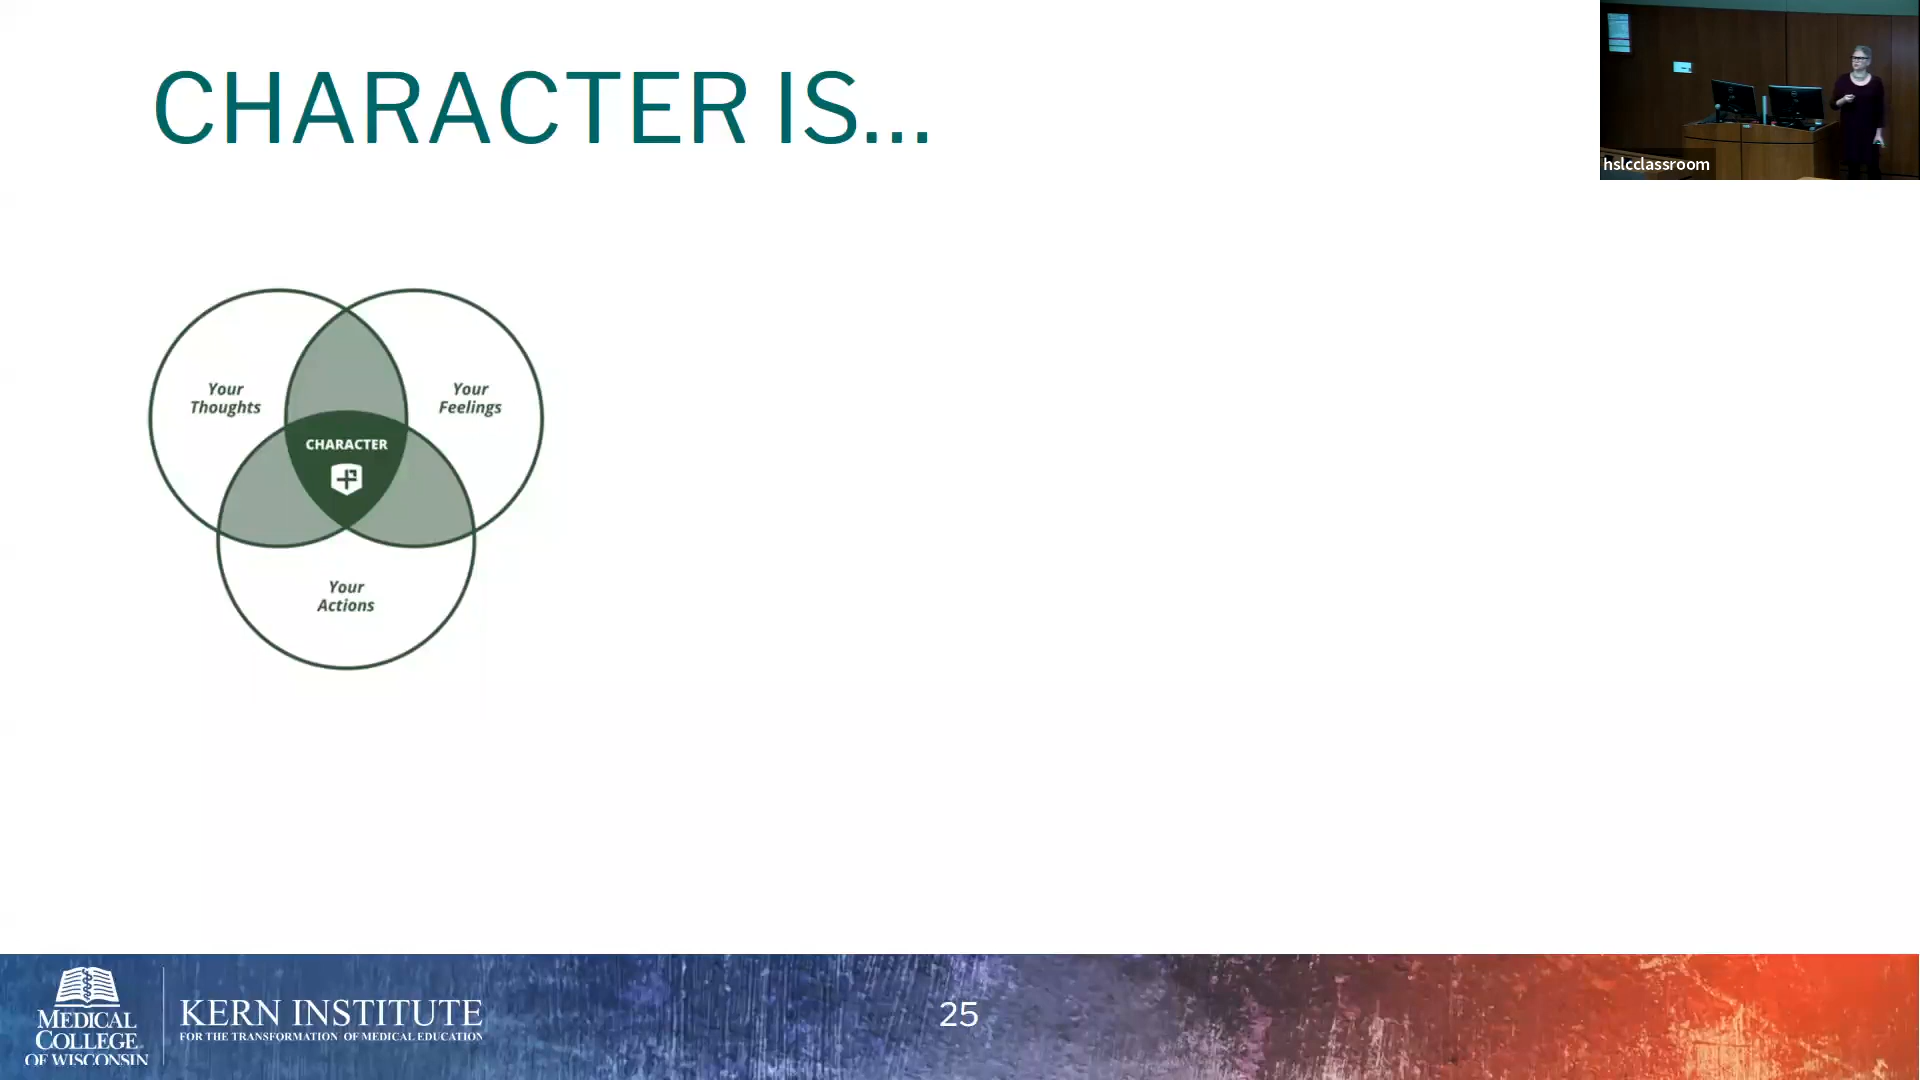 CHARACTER IS...
hslcclassroom
Your
Thoughts
Your
Feelings
CHARACTER
Your
Actions
MEDICAL
COLLEGE
OF WISCONSIN
KERN INSTITUTE
FOR THE TRANSFORMATION OF MEDICAL EDUCATION
25